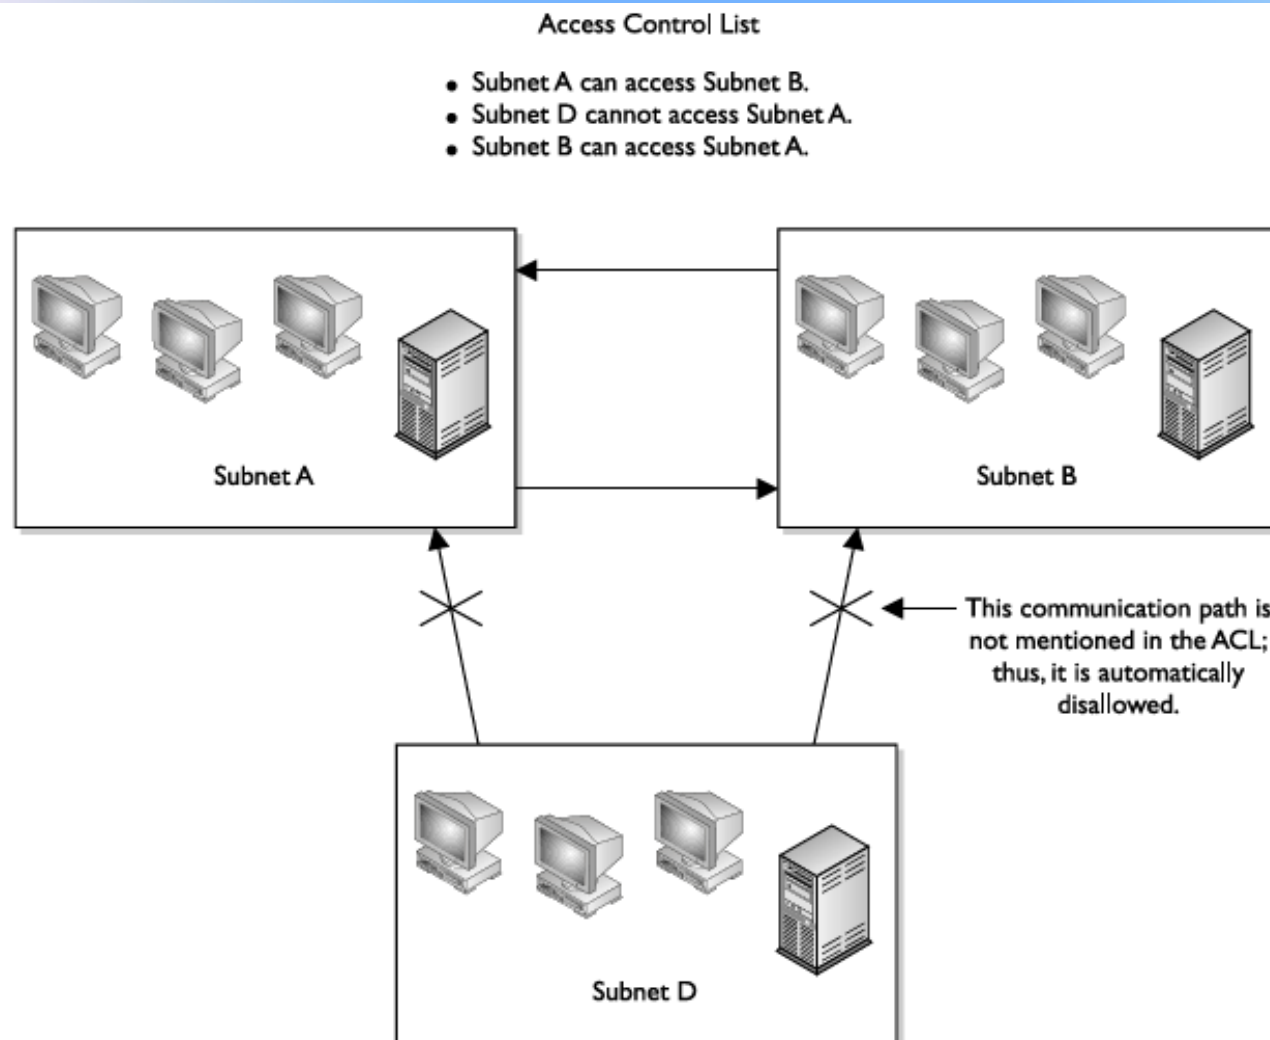 Access Control List
• Subnet A can access Subnet B.
• Subnet D cannot access Subnet A.
• Subnet B can access Subnet A.
Subnet A
Subnet B
This communication path is
not mentioned in the ACL;
thus, it is automatically
disallowed.
Subnet D